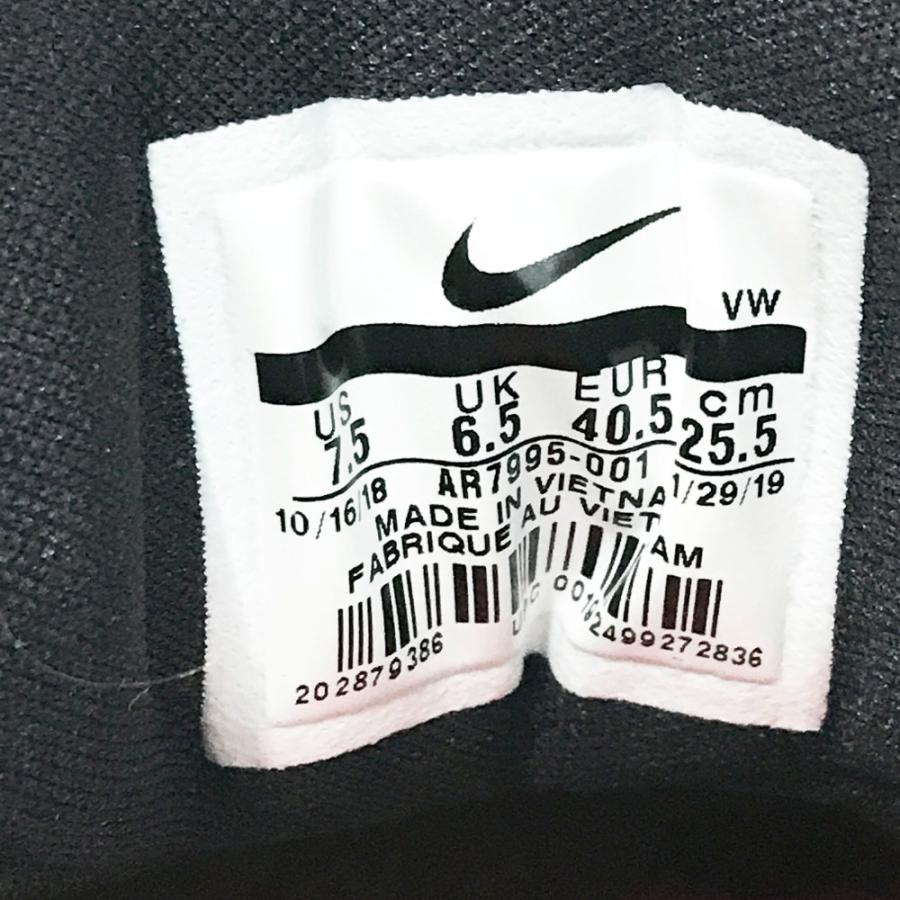 VW
US UK EUR cm
7.5 6.5 40.5 25.5
AR7995-001
10/16/18 1/29/19
MADE IN VIETNA
FABRIQUE AU VIET AM
202879386